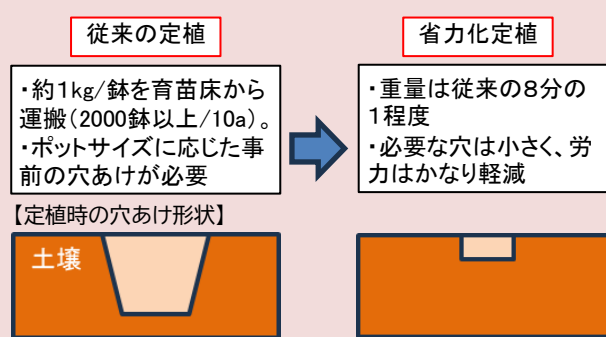 従来の定植
省力化定植
・約1kg/鉢を育苗床から
運搬(2000鉢以上/10a)。
・ポットサイズに応じた事
前の穴あけが必要
・重量は従来の8分の
1程度
・必要な穴は小さく、労
力はかなり軽減
【定植時の穴あけ形状】
土壌